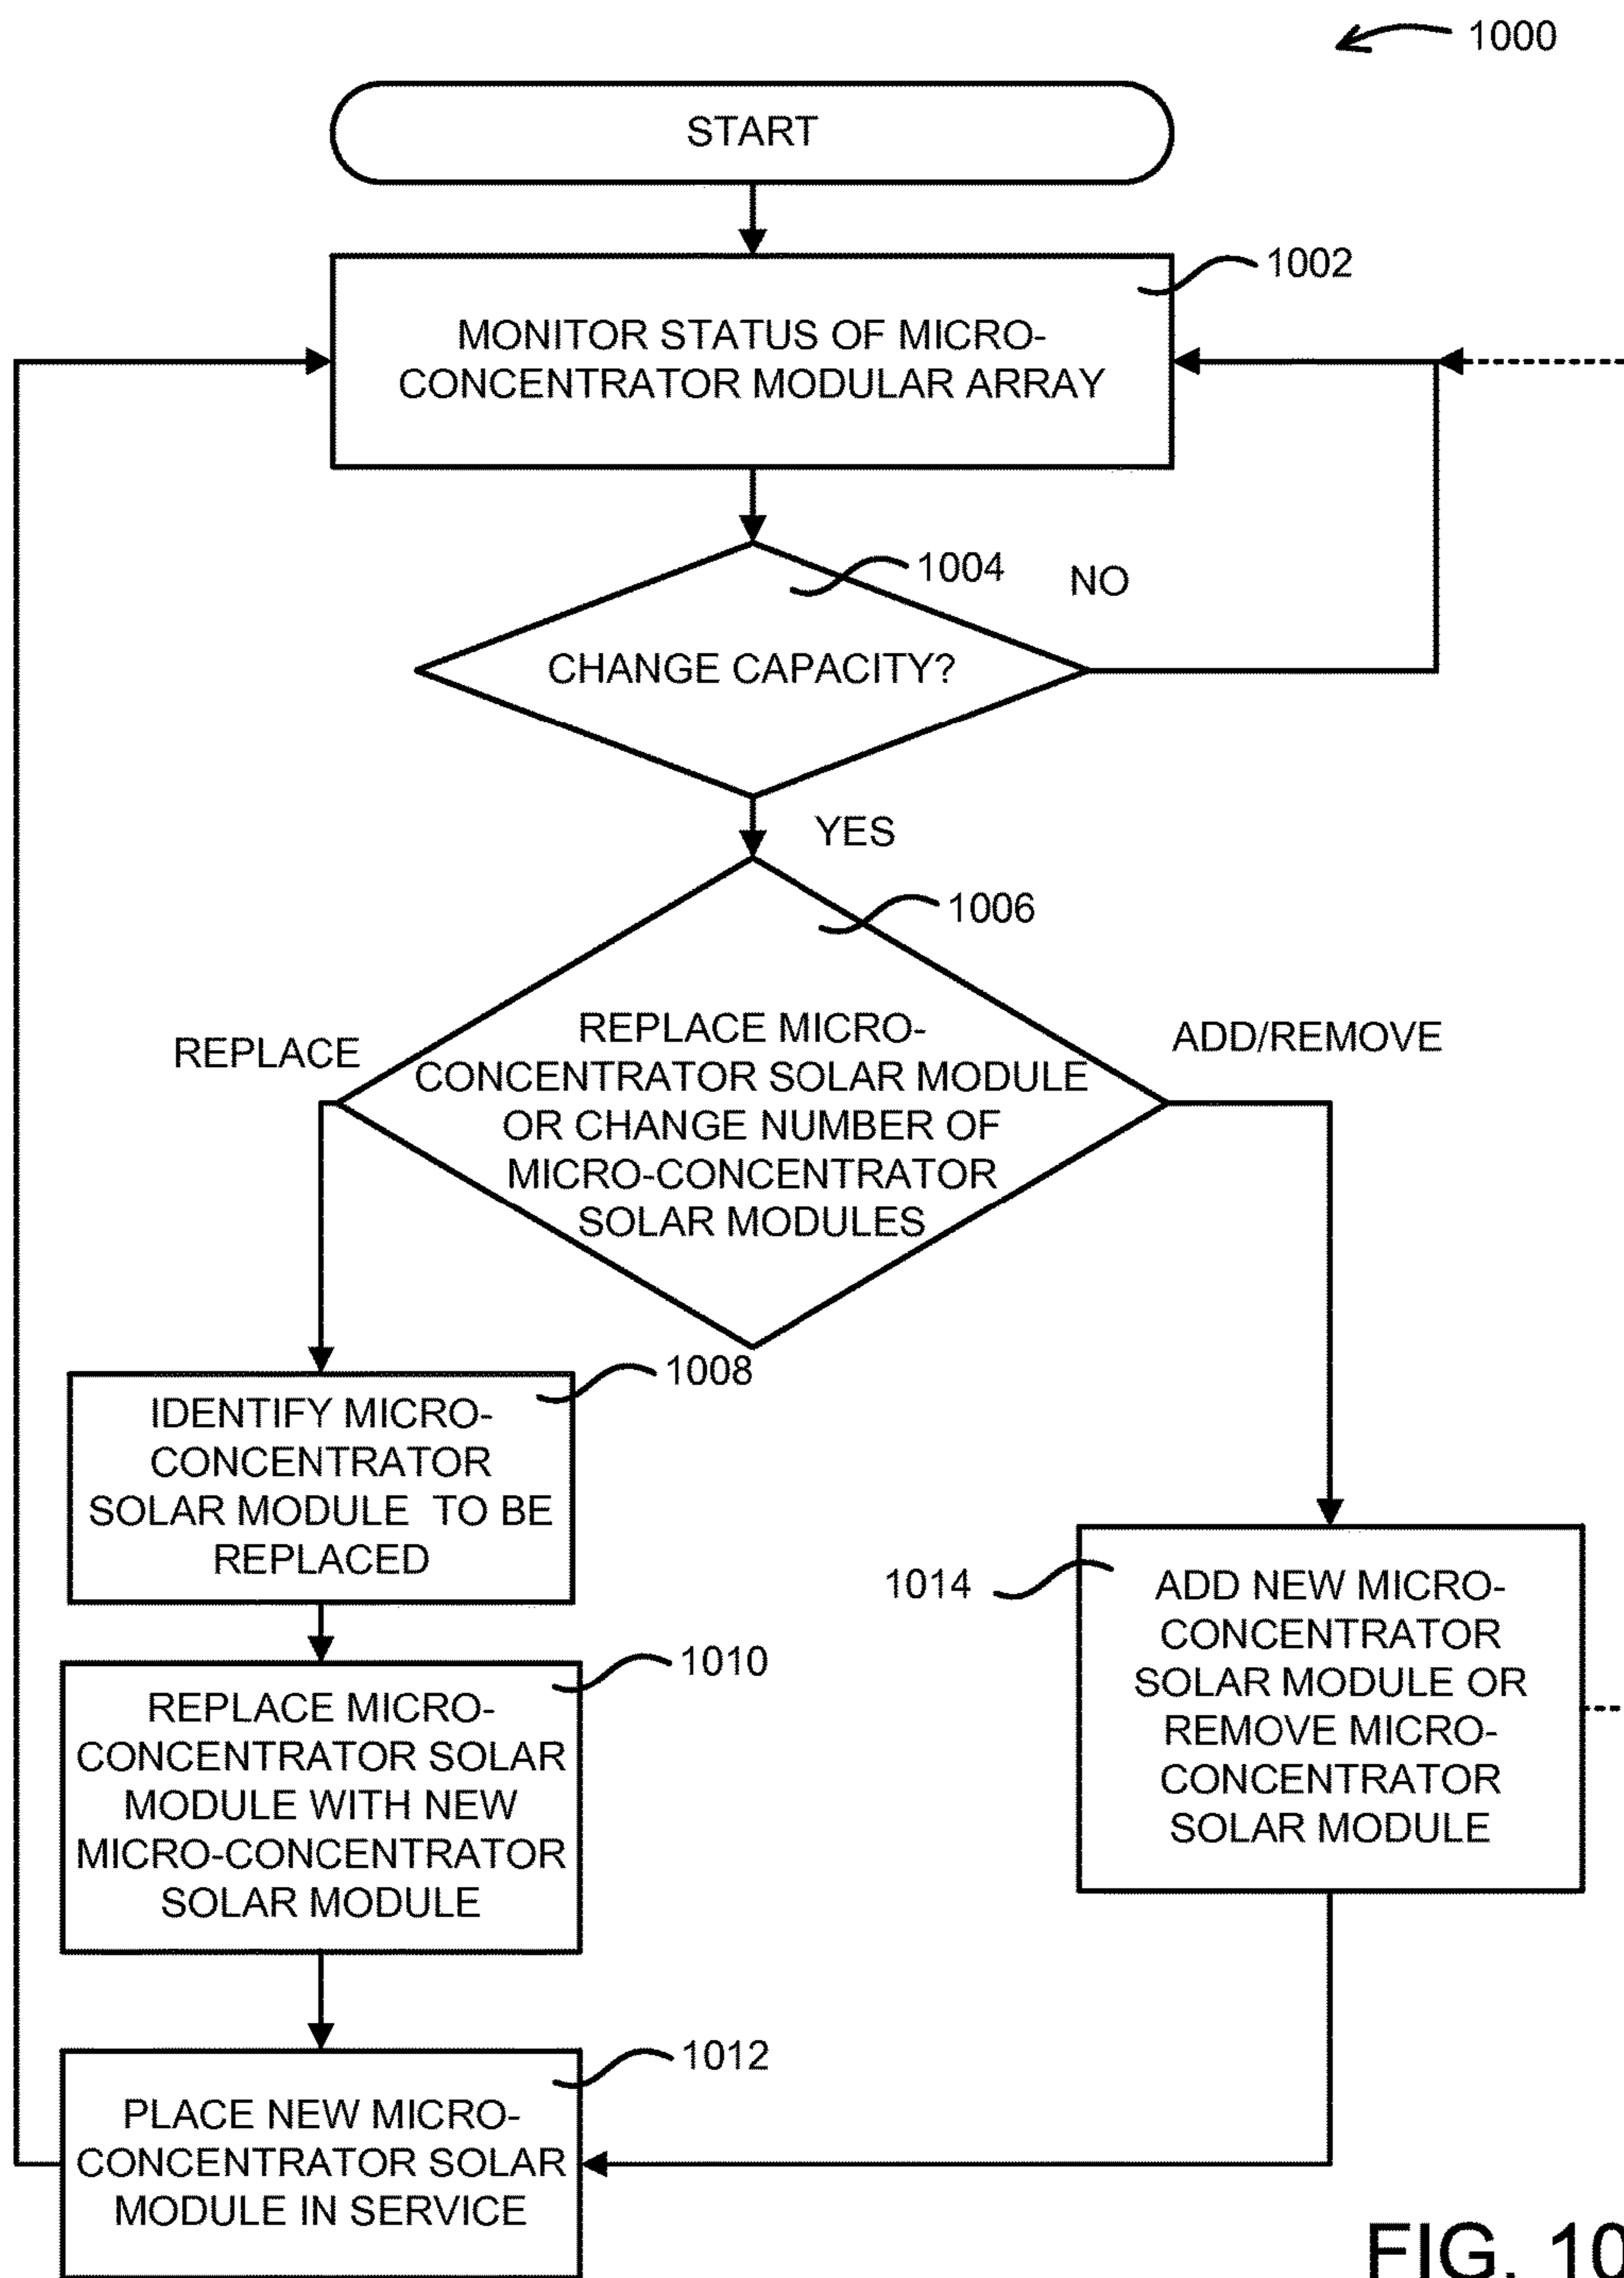 1000
START
1002
MONITOR STATUS OF MICRO-
CONCENTRATOR MODULAR ARRAY
1004
NO
CHANGE CAPACITY?
YES
1006
REPLACE
REPLACE MICRO-
CONCENTRATOR SOLAR MODULE
OR CHANGE NUMBER OF
MICRO-CONCENTRATOR
SOLAR MODULES
ADD/REMOVE
1008
IDENTIFY MICRO-
CONCENTRATOR
SOLAR MODULE TO BE
REPLACED
1010
REPLACE MICRO-
CONCENTRATOR SOLAR
MODULE WITH NEW
MICRO-CONCENTRATOR
SOLAR MODULE
1014
ADD NEW MICRO-
CONCENTRATOR
SOLAR MODULE OR
REMOVE MICRO-
CONCENTRATOR
SOLAR MODULE
1012
PLACE NEW MICRO-
CONCENTRATOR SOLAR
MODULE IN SERVICE
FIG. 10